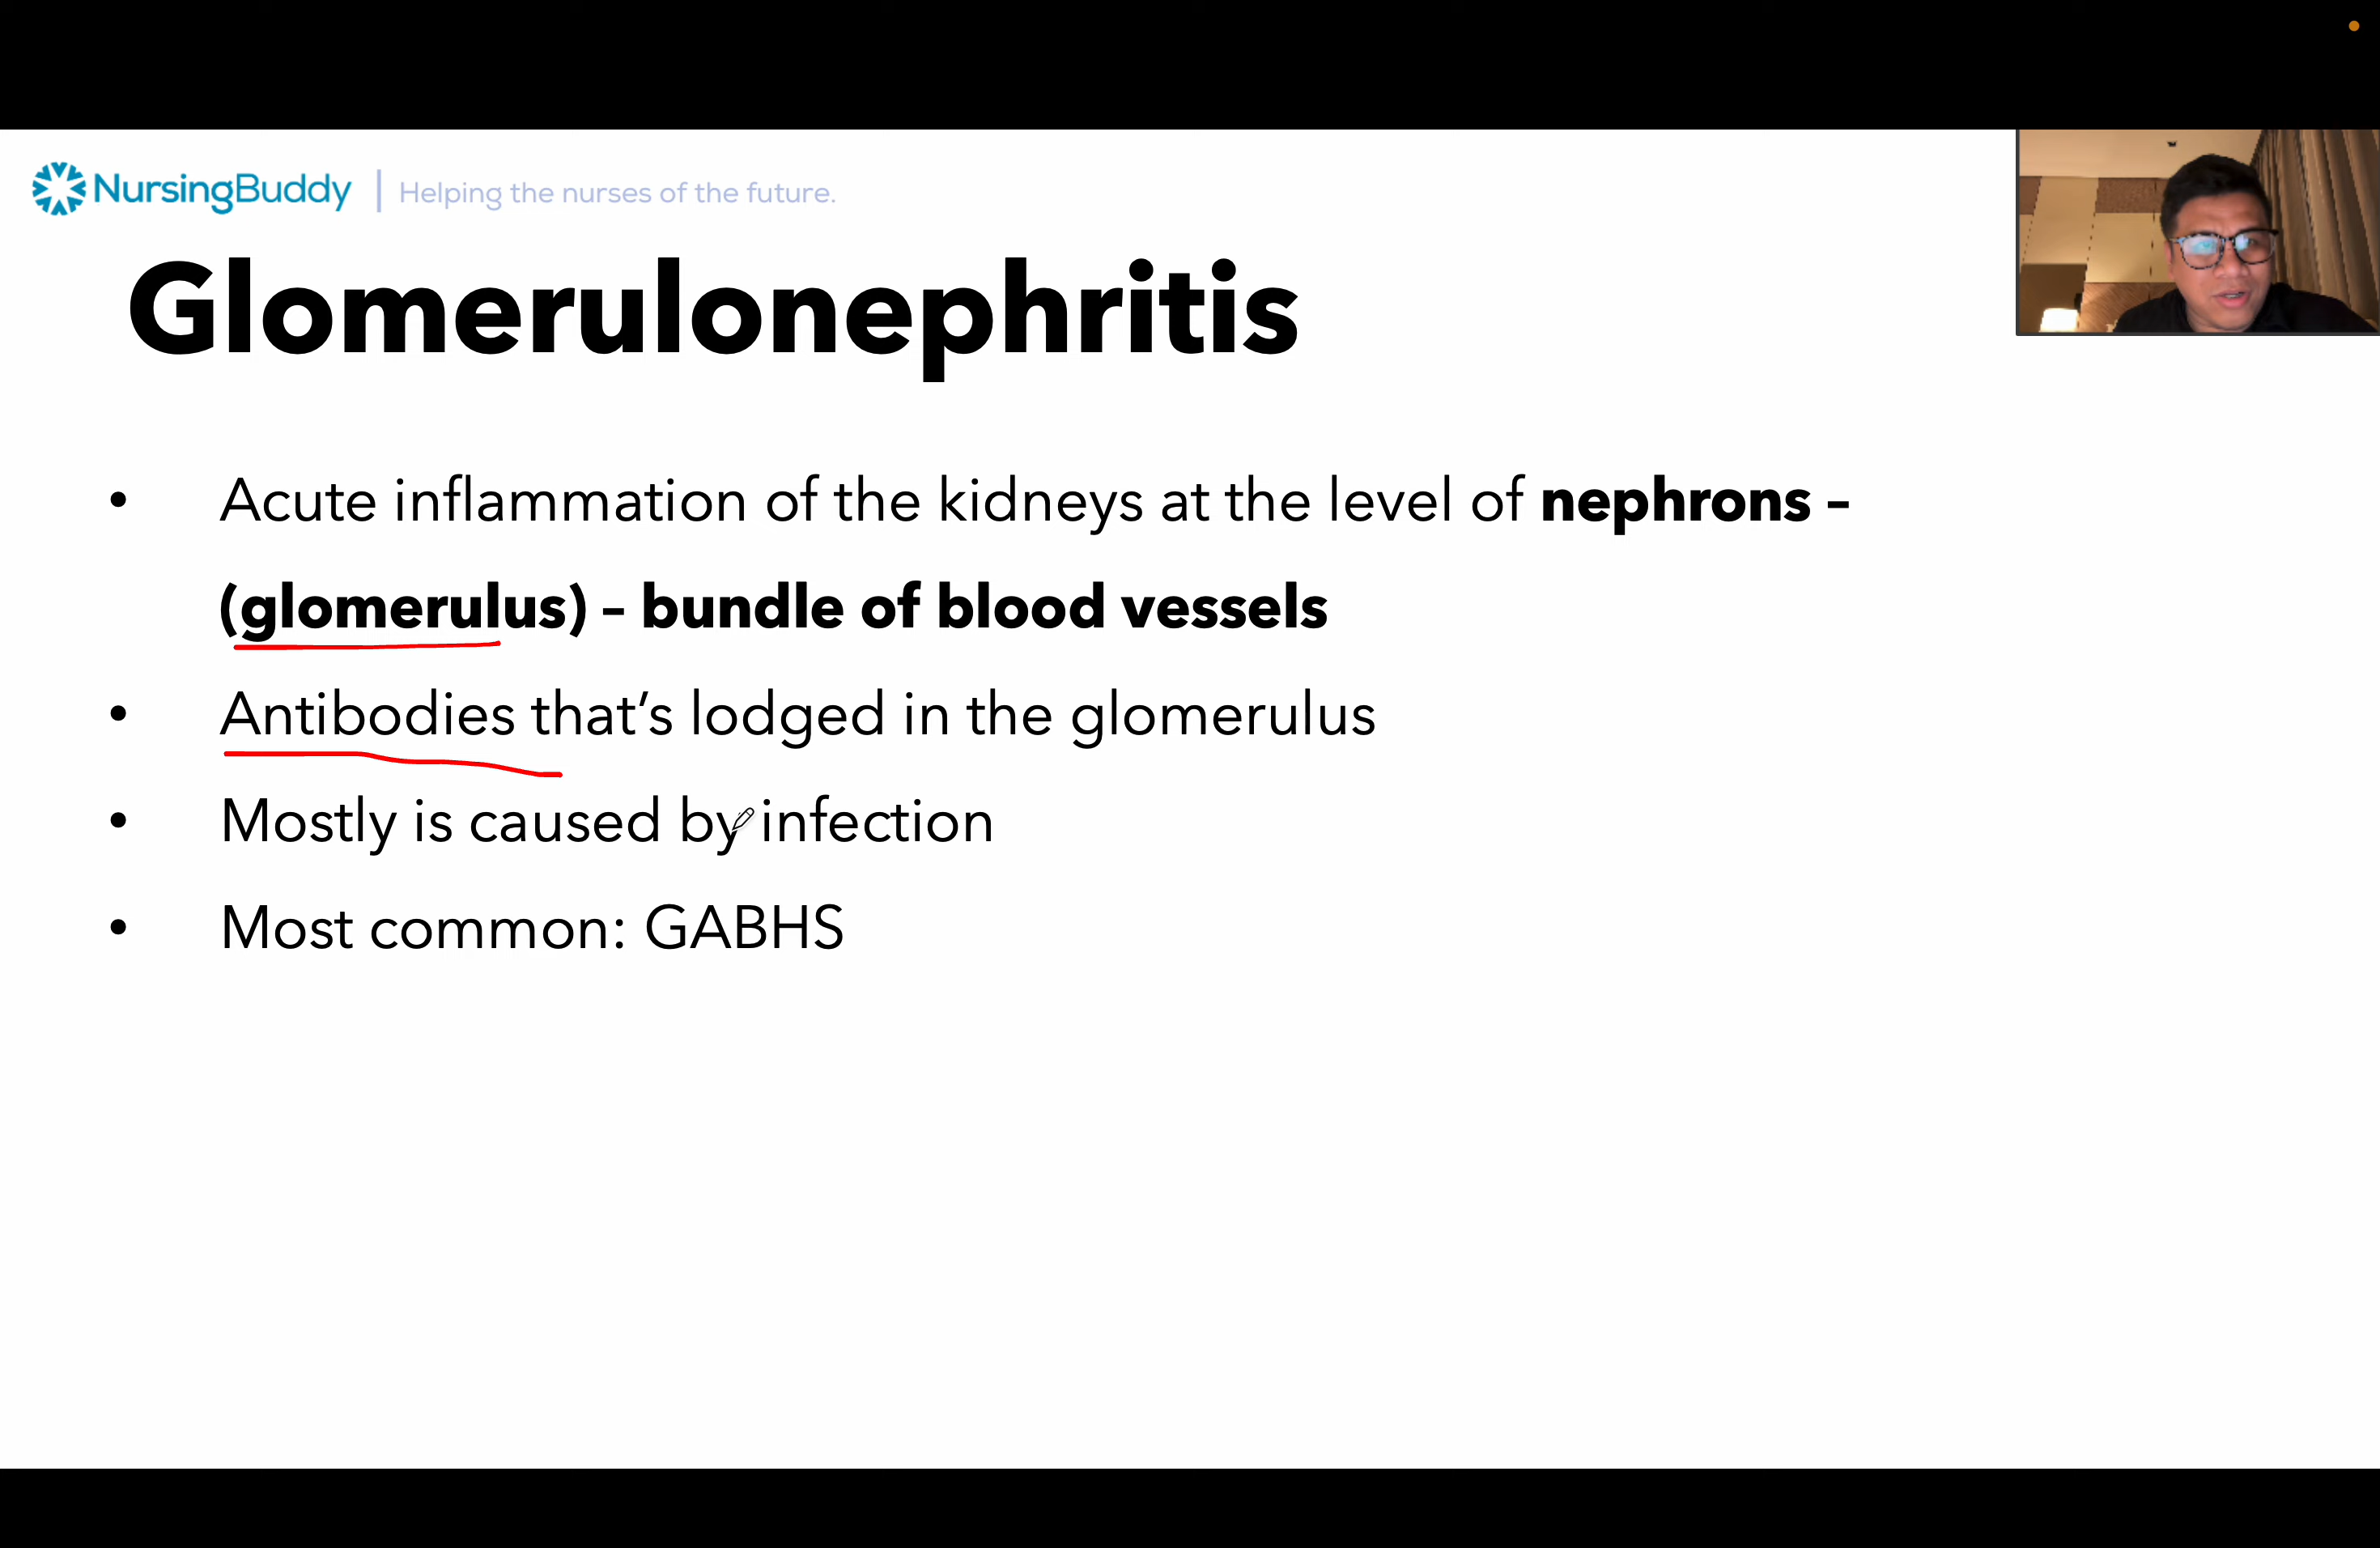 NursingBuddy | Helping the nurses of the future.
Glomerulonephritis
• Acute inflammation of the kidneys at the level of nephrons –
(glomerulus) – bundle of blood vessels
• Antibodies that’s lodged in the glomerulus
• Mostly is caused by infection
• Most common: GABHS